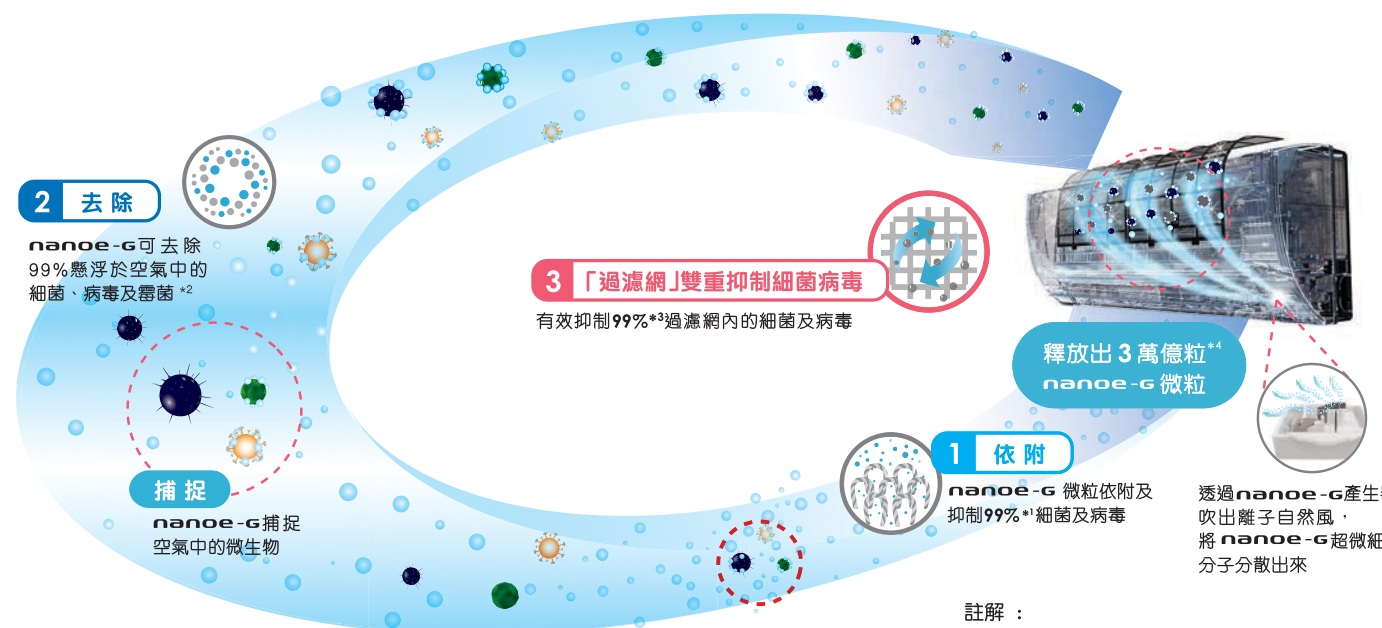 2 去除
nanoe-G可去除
99%懸浮於空氣中的
細菌、病毒及霉菌 *2
3 「過濾網」雙重抑制細菌病毒
有效抑制99%*3過濾網內的細菌及病毒
釋放出 3 萬億粒*4
nanoe-G 微粒
捕捉
nanoe-G捕捉
空氣中的微生物
1 依附
nanoe-G 微粒依附及
抑制99%*1細菌及病毒
透過nanoe-G產生
吹出離子自然風，
將 nanoe-G 超微細
分子分散出來
註解 ：